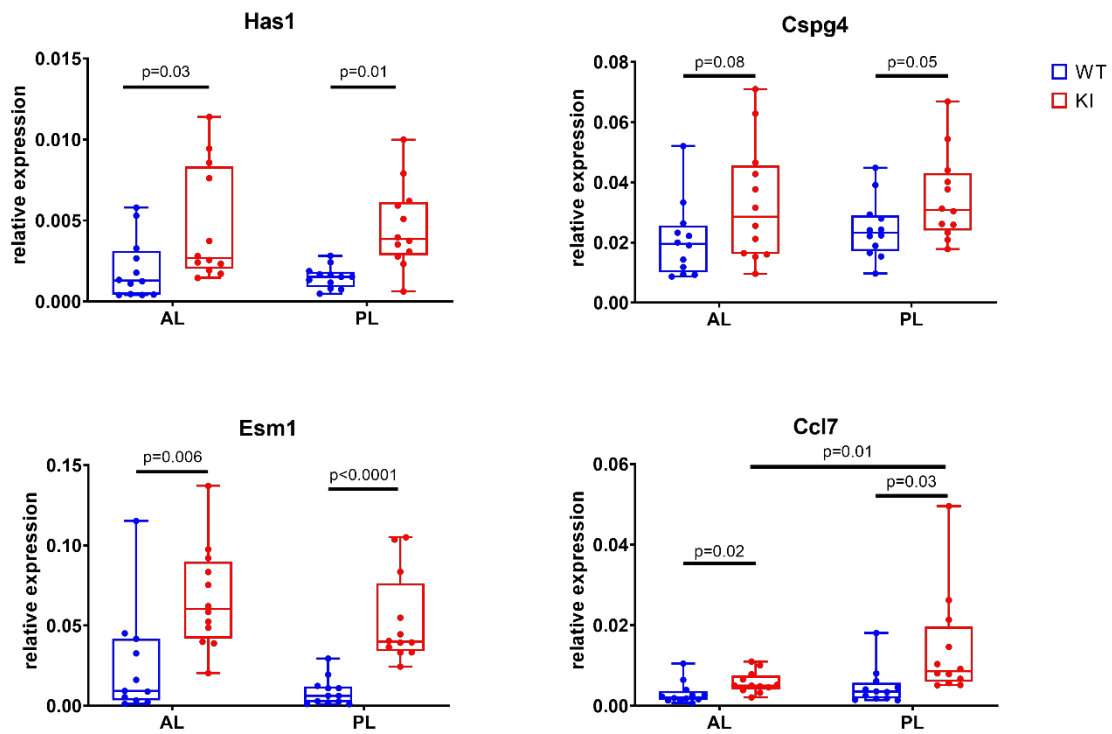 Has1
relative expression
0.015
0.010
0.005
0.000
p=0.03
p=0.01
AL
PL
Cspg4
relative expression
0.08
0.06
0.04
0.02
0.00
p=0.08
p=0.05
AL
PL
WT
KI
Esm1
relative expression
0.15
0.10
0.05
0.00
p=0.006
p<0.0001
AL
PL
Ccl7
relative expression
0.06
0.04
0.02
0.00
p=0.01
p=0.03
p=0.02
AL
PL